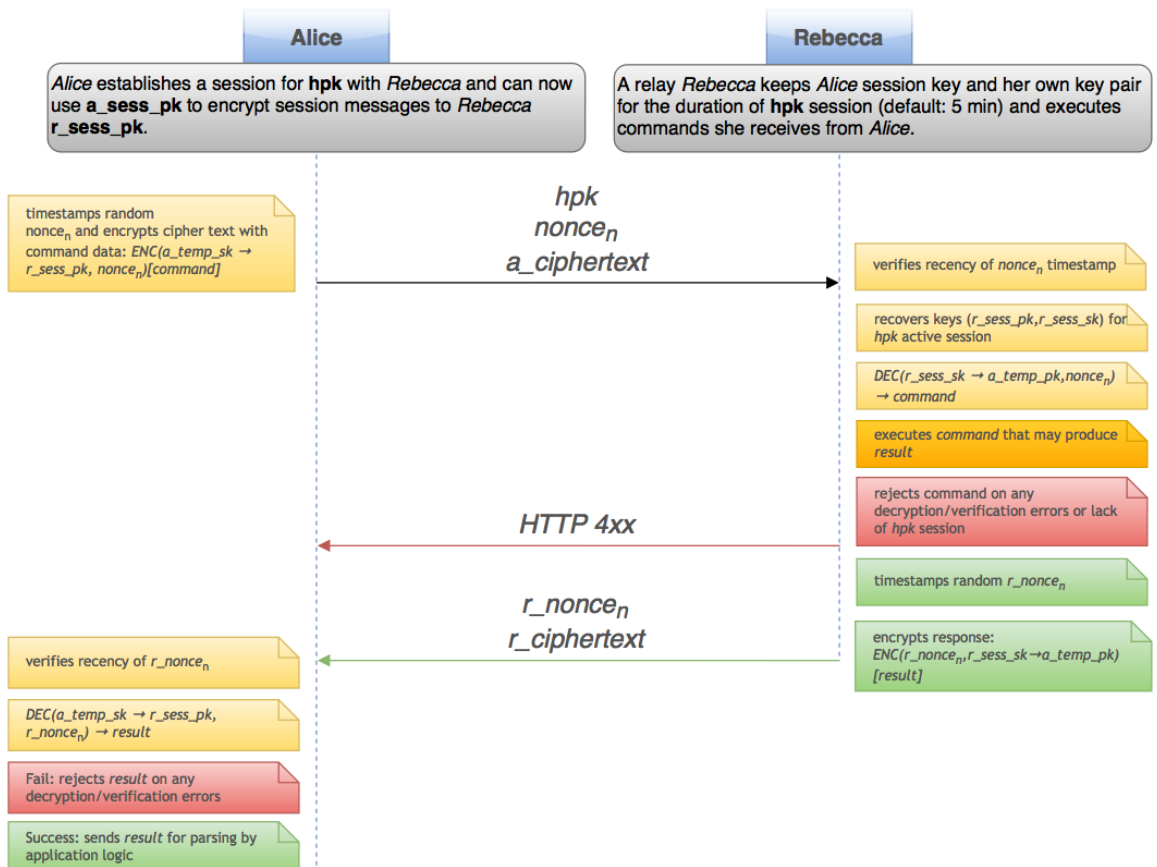 Alice
Rebecca
Alice establishes a session for hpk with Rebecca and can now
use a_sess_pk to encrypt session messages to Rebecca
r_sess_pk.
A relay Rebecca keeps Alice session key and her own key pair
for the duration of hpk session (default: 5 min) and executes
commands she receives from Alice.
timestamps random
nonceₙ and encrypts cipher text with
command data: ENC(a_temp_sk →
r_sess_pk, nonceₙ)[command]
hpk
nonceₙ
a_ciphertext
verifies recency of nonceₙ timestamp
recovers keys (r_sess_pk,r_sess_sk) for
hpk active session
DEC(r_sess_sk → a_temp_pk,nonceₙ)
→ command
executes command that may produce
result
rejects command on any
decryption/verification errors or lack
of hpk session
HTTP 4xx
timestamps random r_nonceₙ
r_nonceₙ
r_ciphertext
encrypts response:
ENC(r_nonceₙ,r_sess_sk→a_temp_pk)
[result]
verifies recency of r_nonceₙ
DEC(a_temp_sk → r_sess_pk,
r_nonceₙ) → result
Fail: rejects result on any
decryption/verification errors
Success: sends result for parsing by
application logic